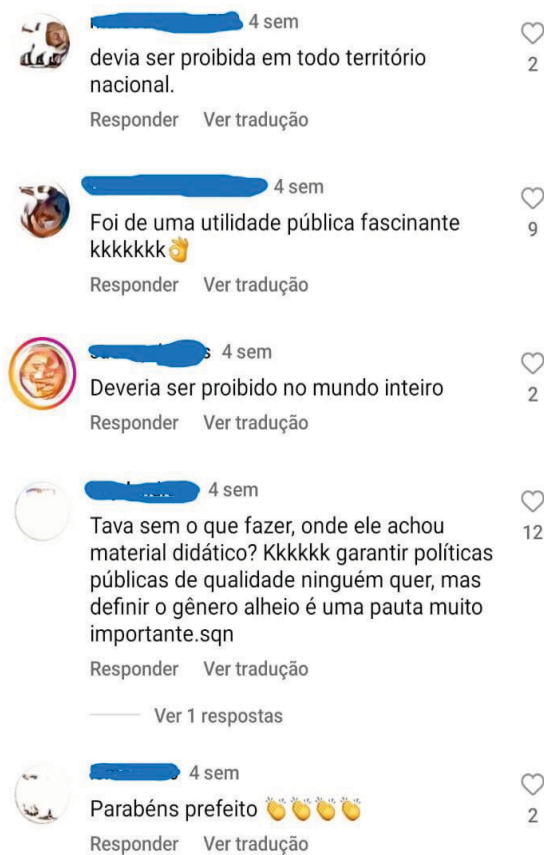 4 sem
devia ser proibida em todo território
nacional.
2
Responder Ver tradução
4 sem
Foi de uma utilidade pública fascinante
kkkkkkk👌
9
Responder Ver tradução
4 sem
Deveria ser proibido no mundo inteiro
2
Responder Ver tradução
4 sem
Tava sem o que fazer, onde ele achou
12
material didático? Kkkkkk garantir políticas
públicas de qualidade ninguém quer, mas
definir o gênero alheio é uma pauta muito
importante.sqn
Responder Ver tradução
Ver 1 respostas
4 sem
Parabéns prefeito 👏👏👏👏
2
Responder Ver tradução